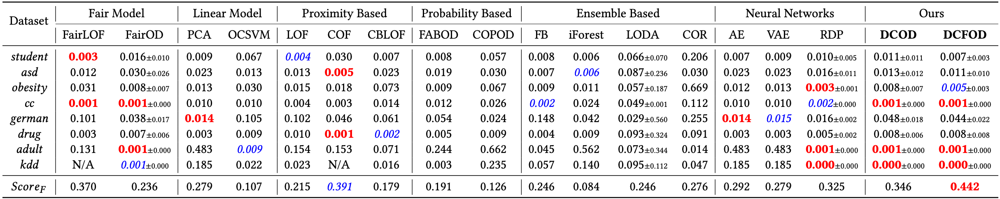 Dataset Fair Model Linear Model Proximity Based Probability Based Ensemble Based Neural Networks Ours
FairLOF FairOD PCA OCSVM LOF COF CBLOF FABOD COPOD FB iForest LODA COR AE VAE RDP DCOD DCFOD
student 0.003 0.016±0.010 0.009 0.067 0.004 0.030 0.007 0.008 0.057 0.008 0.006 0.066±0.070 0.206 0.007 0.009 0.010±0.005 0.011±0.011 0.007±0.003
asd 0.012 0.030±0.026 0.023 0.013 0.013 0.005 0.023 0.019 0.030 0.007 0.006 0.087±0.236 0.030 0.023 0.023 0.016±0.011 0.013±0.012 0.011±0.010
obesity 0.031 0.008±0.007 0.013 0.030 0.015 0.018 0.073 0.009 0.067 0.009 0.011 0.057±0.187 0.669 0.012 0.013 0.003±0.001 0.008±0.007 0.005±0.003
cc 0.001 0.001±0.000 0.010 0.010 0.004 0.003 0.014 0.012 0.026 0.002 0.024 0.049±0.001 0.112 0.010 0.010 0.002±0.000 0.001±0.000 0.001±0.000
german 0.101 0.038±0.017 0.014 0.105 0.102 0.046 0.061 0.054 0.024 0.148 0.042 0.029±0.560 0.255 0.014 0.015 0.016±0.002 0.048±0.018 0.044±0.022
drug 0.003 0.007±0.006 0.003 0.009 0.010 0.001 0.002 0.005 0.009 0.004 0.009 0.093±0.324 0.091 0.003 0.003 0.005±0.002 0.008±0.006 0.008±0.008
adult 0.131 0.001±0.000 0.483 0.009 0.154 0.153 0.071 0.244 0.662 0.045 0.562 0.073±0.344 0.014 0.483 0.483 0.001±0.000 0.001±0.000 0.001±0.000
kdd N/A 0.001±0.000 0.185 0.022 0.023 N/A 0.016 0.003 0.235 0.057 0.140 0.095±0.112 0.047 0.185 0.185 0.000±0.000 0.000±0.000 0.000±0.000
Score_F 0.370 0.236 0.279 0.107 0.215 0.391 0.179 0.191 0.126 0.246 0.084 0.246 0.276 0.292 0.279 0.325 0.346 0.442